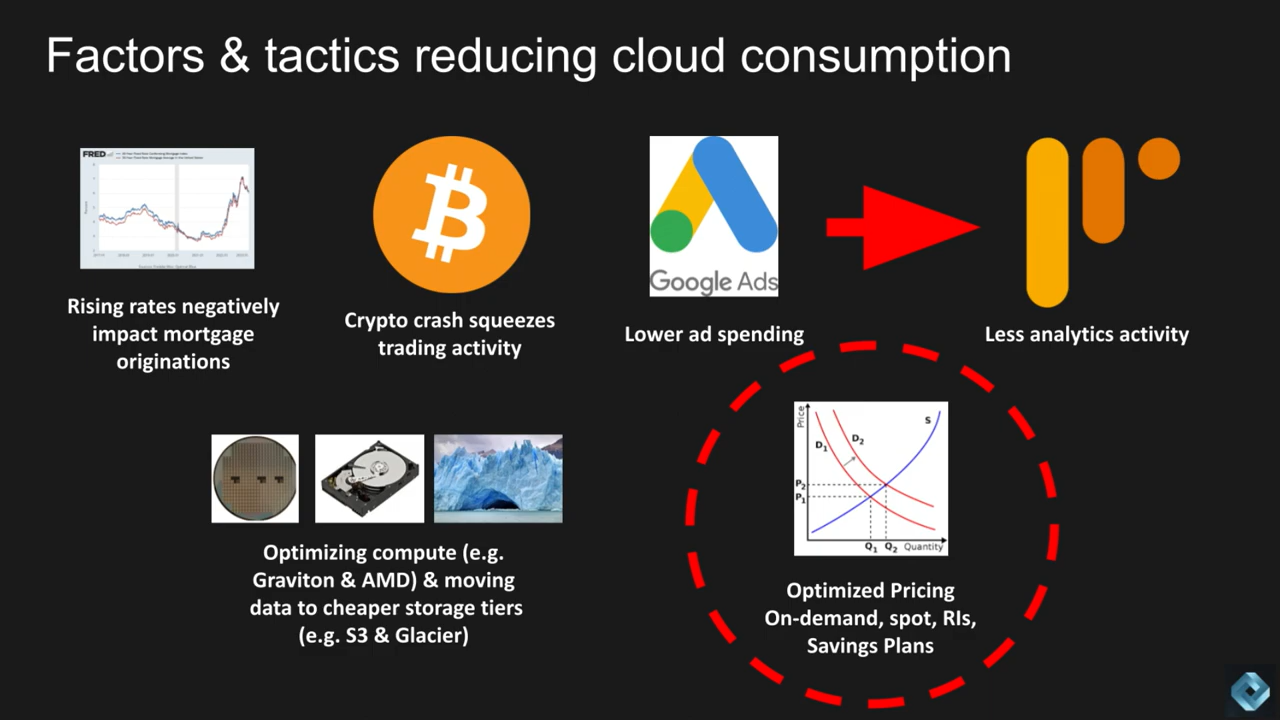 Factors & tactics reducing cloud consumption
FRED
Google Ads
Rising rates negatively
impact mortgage
originations
Crypto crash squeezes
trading activity
Lower ad spending
Less analytics activity
Price
S
D1
D2
P2
P1
Q1 Q2 Quantity
Optimizing compute (e.g.
Graviton & AMD) & moving
data to cheaper storage tiers
(e.g. S3 & Glacier)
Optimized Pricing
On-demand, spot, RIs,
Savings Plans